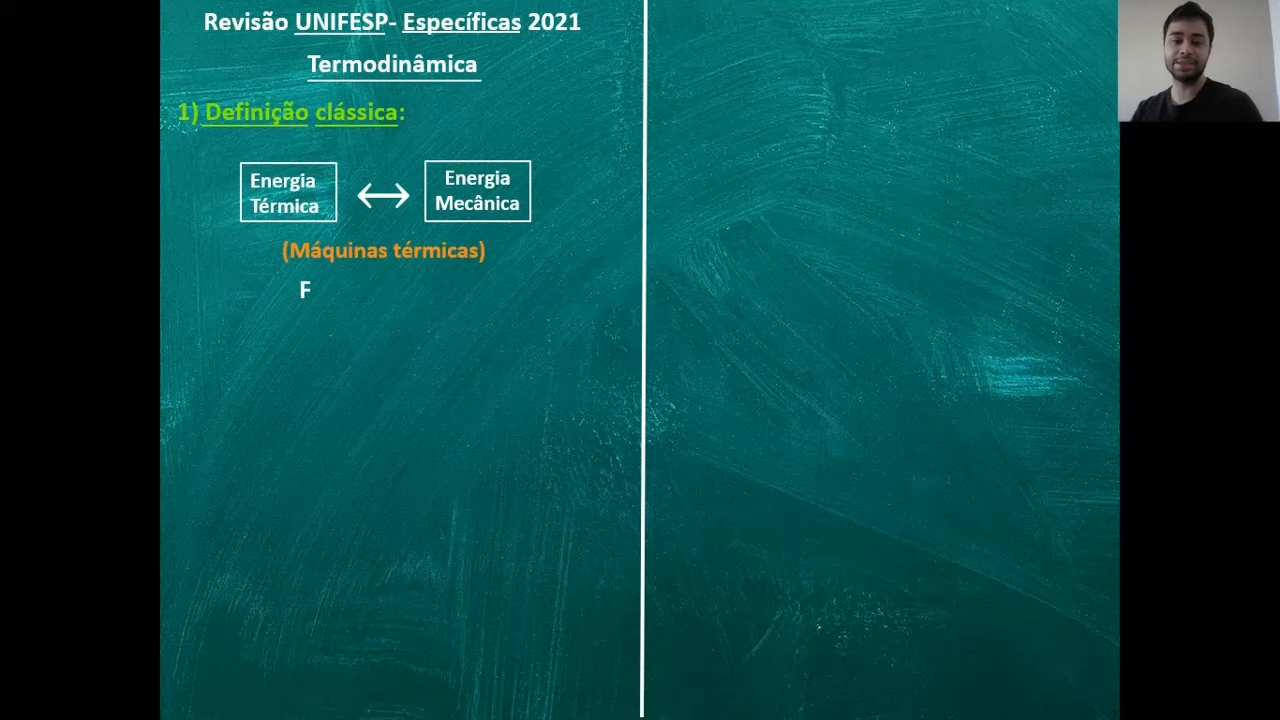 Revisão UNIFESP- Específicas 2021
Termodinâmica
1) Definição clássica:
Energia
Térmica
Energia
Mecânica
(Máquinas térmicas)
F